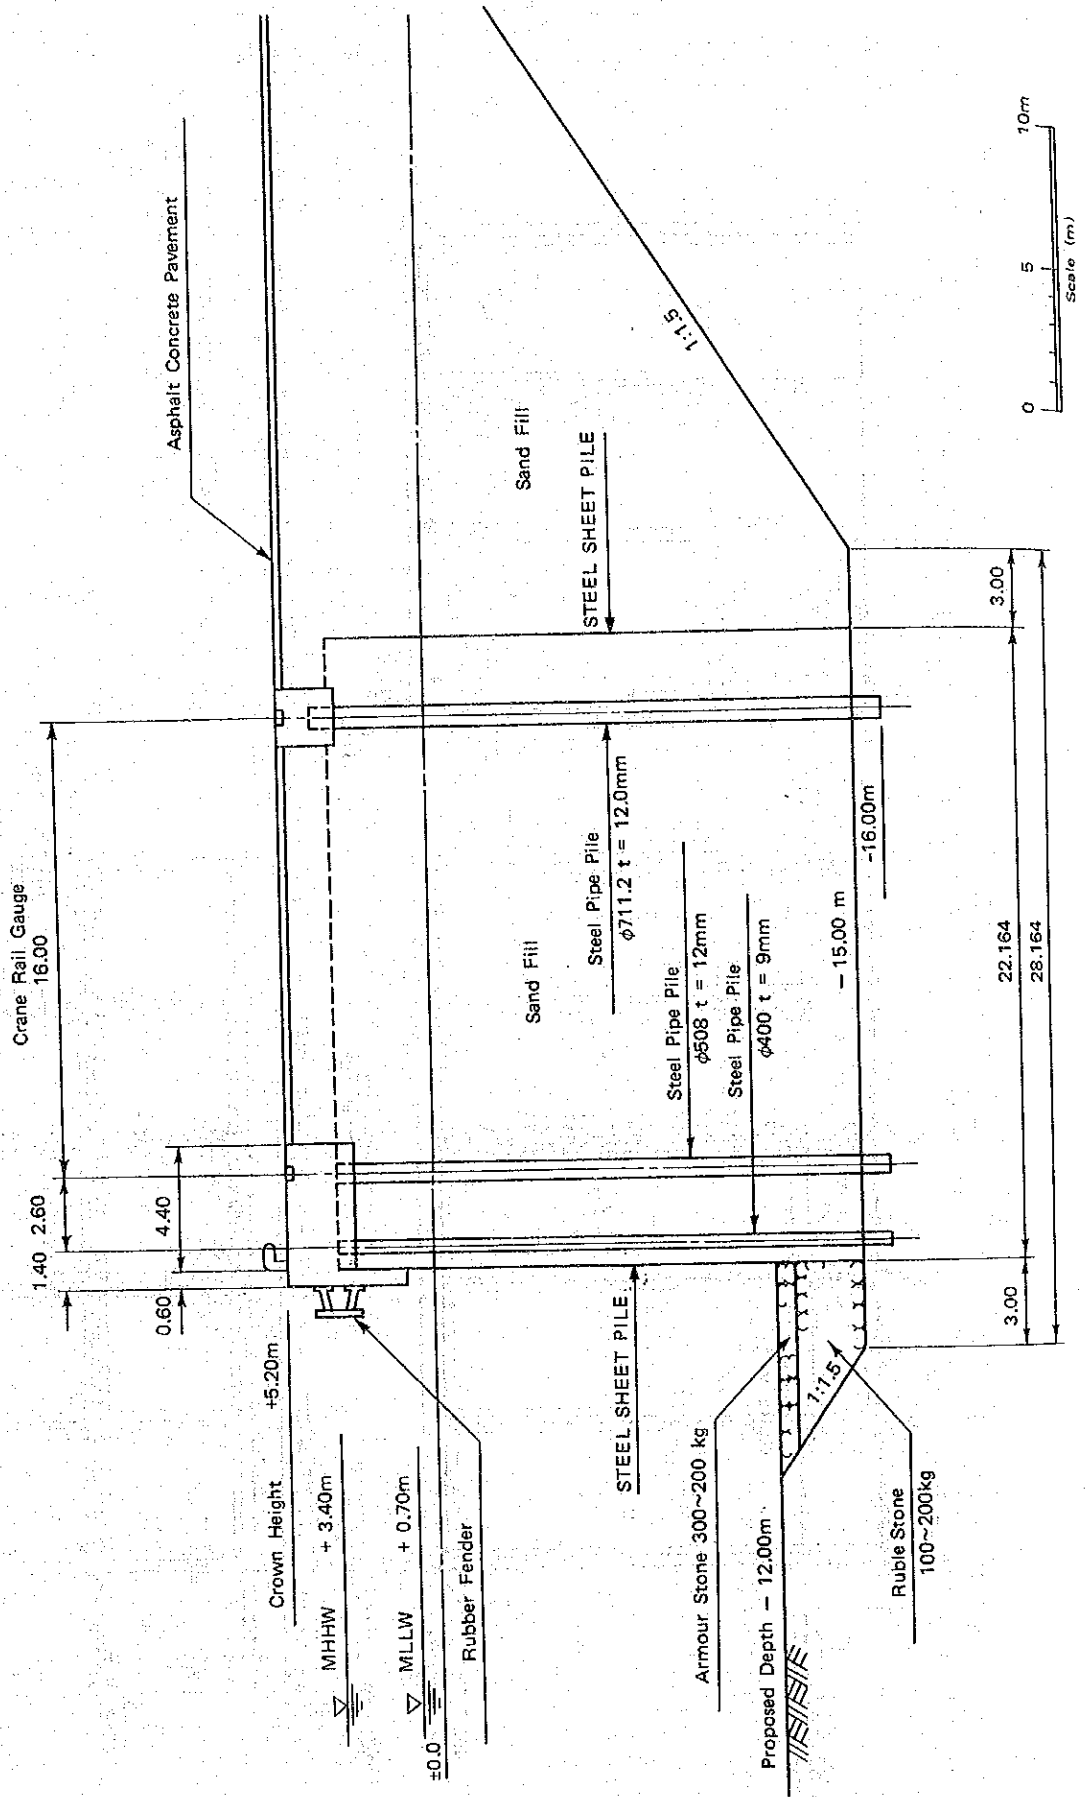 Crane Rail Gauge
16.00
1.40
2.60
4.40
0.60
Asphalt Concrete Pavement
Crown Height
+5.20m
MHHW
+ 3.40m
MLLW
+ 0.70m
±0.0
Rubber Fender
Sand Fill
Sand Fill
STEEL SHEET PILE
STEEL SHEET PILE
Steel Pipe Pile
φ711.2 t = 12.0mm
Steel Pipe Pile
φ508 t = 12mm
Steel Pipe Pile
φ400 t = 9mm
1:1.5
1:1.5
Armour Stone 300~200 kg
Proposed Depth – 12.00m
Ruble Stone
100~200kg
– 15.00 m
-16.00m
3.00
22.164
3.00
28.164
0
5
10m
Scale (m)